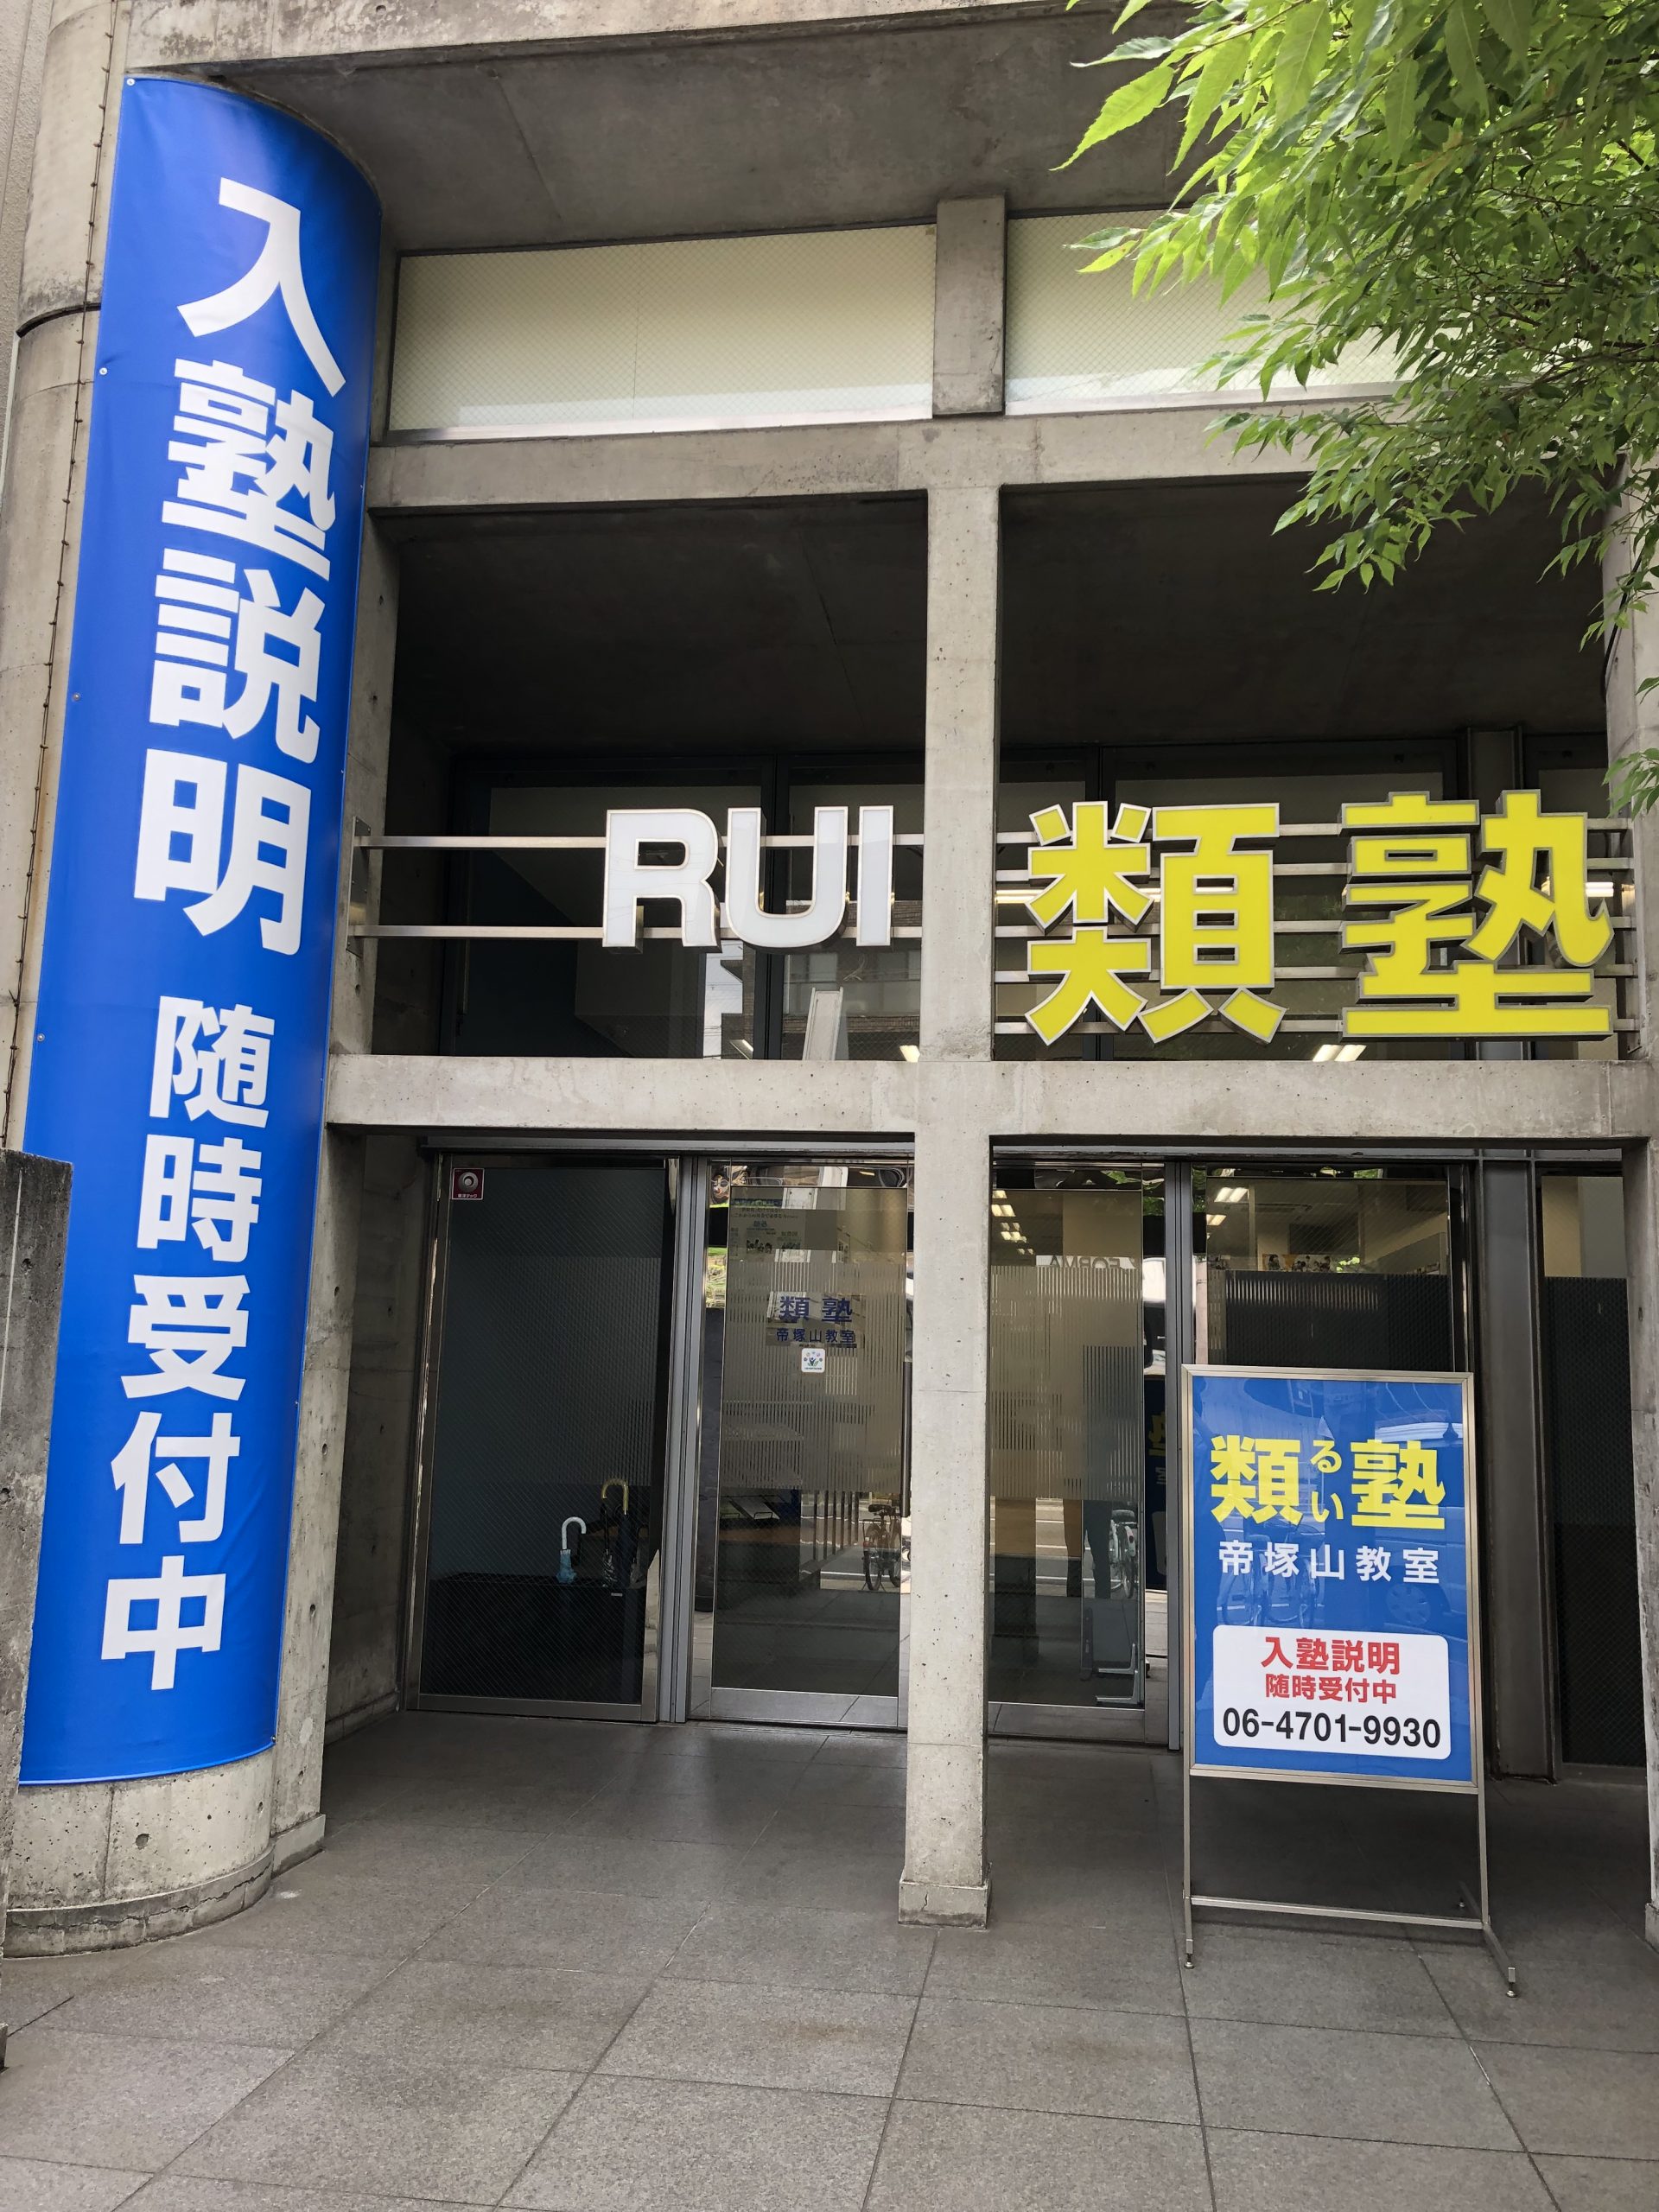 入塾説明 随時受付中
RUI 類塾
類塾
帝塚山教室
類るい塾
帝塚山教室
入塾説明
随時受付中
06-4701-9930